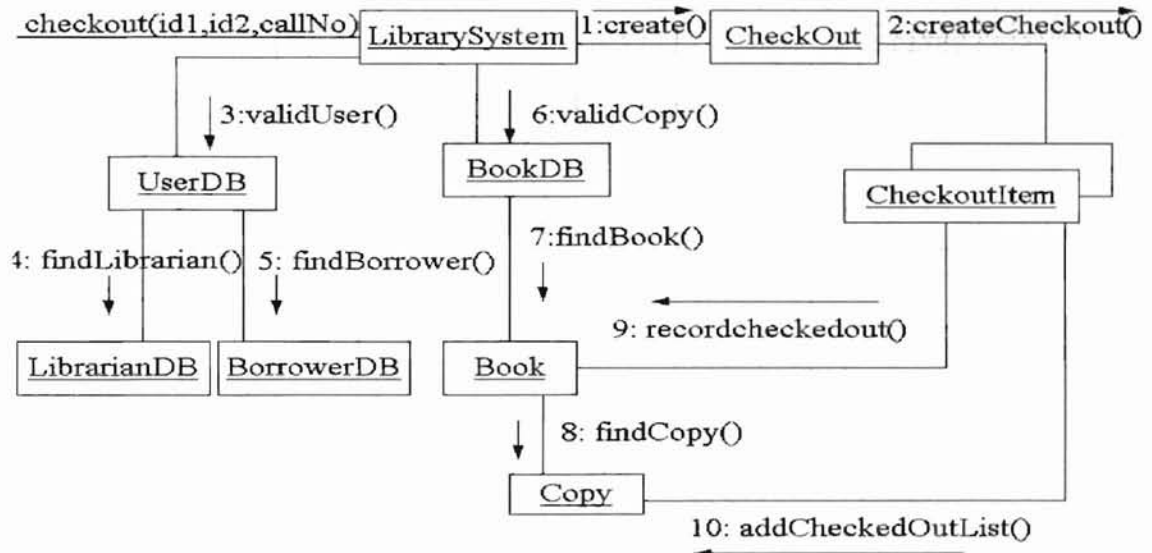 checkout(id1,id2,callNo)
LibrarySystem
1:create()
CheckOut
2:createCheckout()
3:validUser()
6:validCopy()
UserDB
BookDB
CheckoutItem
4: findLibrarian()
5: findBorrower()
7:findBook()
9: recordcheckedout()
LibrarianDB
BorrowerDB
Book
8: findCopy()
Copy
10: addCheckedOutList()